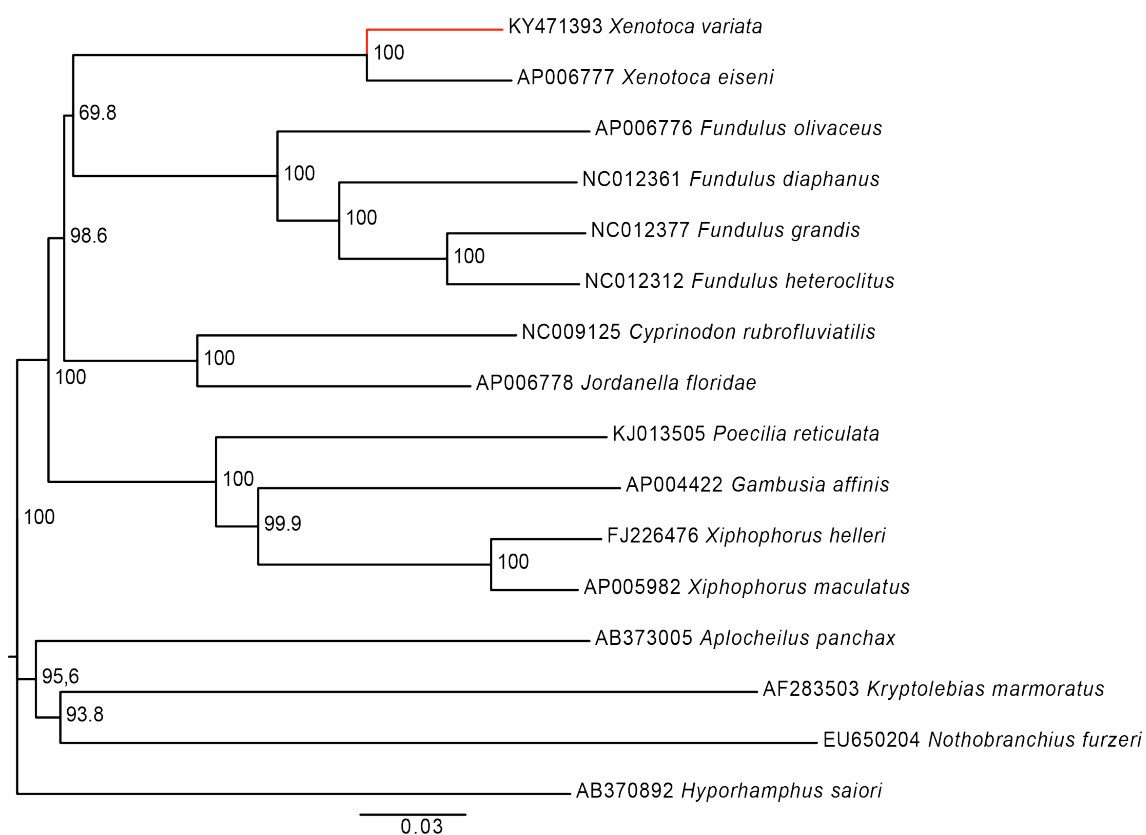 KY471393 Xenotoca variata
100
AP006777 Xenotoca eiseni
69.8
AP006776 Fundulus olivaceus
100
NC012361 Fundulus diaphanus
100
NC012377 Fundulus grandis
98.6
100
NC012312 Fundulus heteroclitus
NC009125 Cyprinodon rubrofluviatilis
100
100
AP006778 Jordanella floridae
KJ013505 Poecilia reticulata
100
AP004422 Gambusia affinis
100
99.9
FJ226476 Xiphophorus helleri
100
AP005982 Xiphophorus maculatus
AB373005 Aplocheilus panchax
95,6
AF283503 Kryptolebias marmoratus
93.8
EU650204 Nothobranchius furzeri
AB370892 Hyporhamphus saiori
0.03